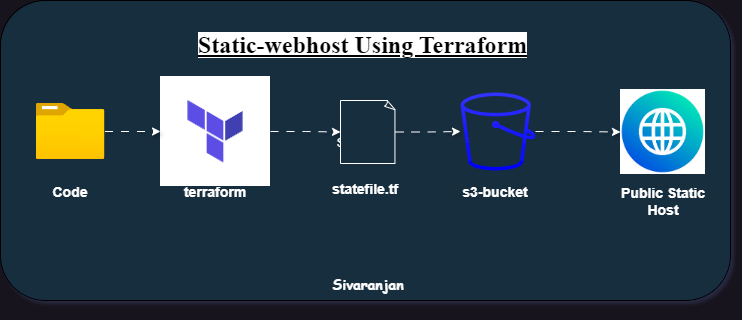 Static-webhost Using Terraform
Code
terraform
statefile.tf
s3-bucket
Public Static
Host
Sivaranjan